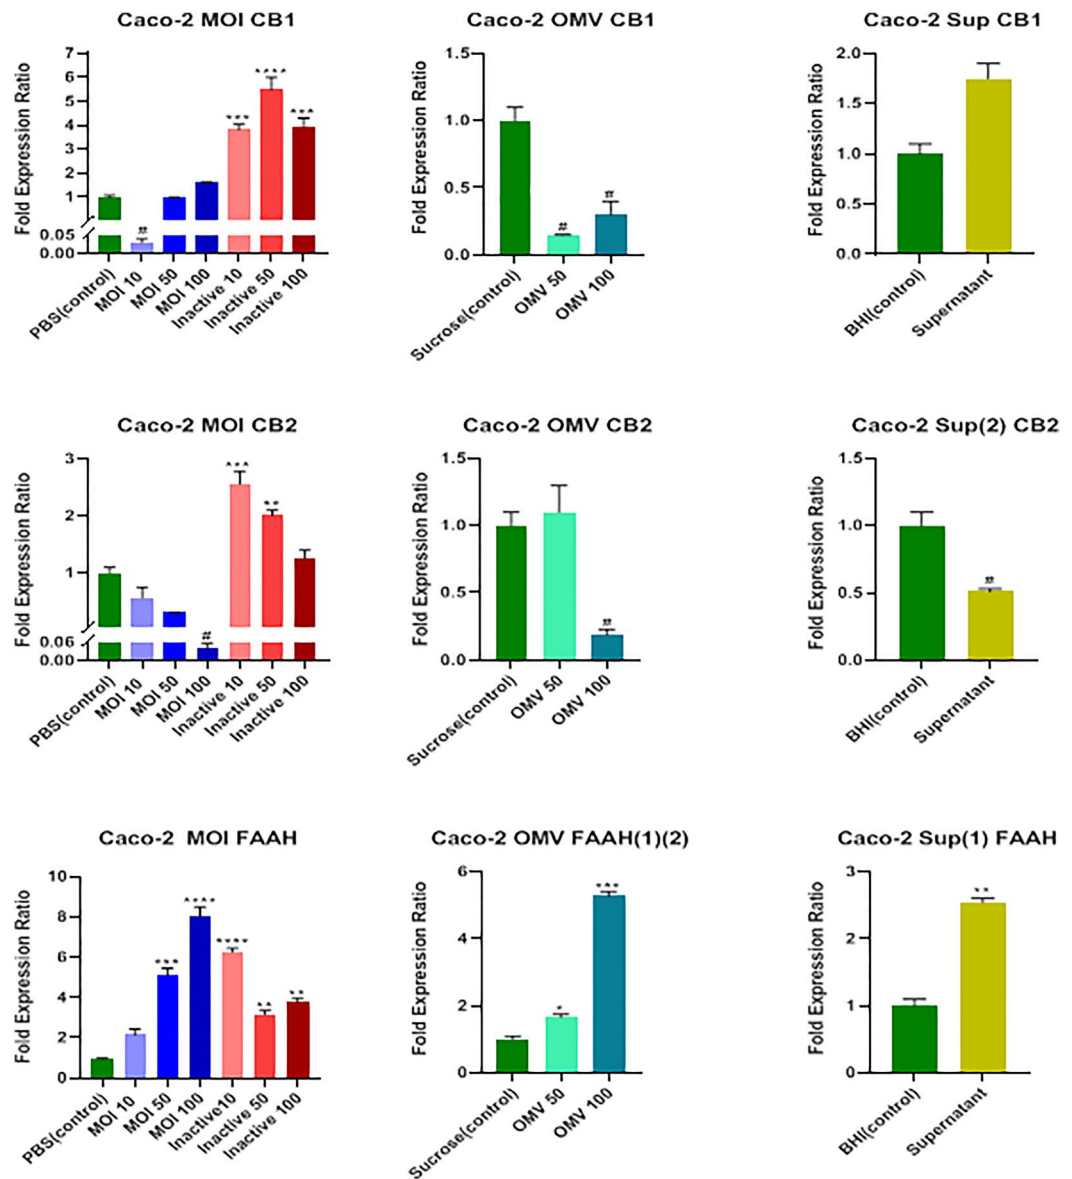 Caco-2 MOI CB1
Fold Expression Ratio
7
6
5
4
3
2
1
0.05
0.00
#
***
****
***
PBS(control)
MOI 10
MOI 50
MOI 100
Inactive 10
Inactive 50
Inactive 100
Caco-2 OMV CB1
Fold Expression Ratio
1.5
1.0
0.5
0.0
#
#
Sucrose(control)
OMV 50
OMV 100
Caco-2 Sup CB1
Fold Expression Ratio
2.0
1.5
1.0
0.5
0.0
BHI(control)
Supernatant
Caco-2 MOI CB2
Fold Expression Ratio
3
2
1
0.06
0.00
#
***
**
PBS(control)
MOI 10
MOI 50
MOI 100
Inactive 10
Inactive 50
Inactive 100
Caco-2 OMV CB2
Fold Expression Ratio
1.5
1.0
0.5
0.0
#
Sucrose(control)
OMV 50
OMV 100
Caco-2 Sup(2) CB2
Fold Expression Ratio
1.5
1.0
0.5
0.0
#
BHI(control)
Supernatant
Caco-2 MOI FAAH
Fold Expression Ratio
10
8
6
4
2
0
***
****
****
**
**
PBS(control)
MOI 10
MOI 50
MOI 100
Inactive10
Inactive 50
Inactive 100
Caco-2 OMV FAAH(1)(2)
Fold Expression Ratio
6
4
2
0
*
***
Sucrose(control)
OMV 50
OMV 100
Caco-2 Sup(1) FAAH
Fold Expression Ratio
3
2
1
0
**
BHI(control)
Supernatant